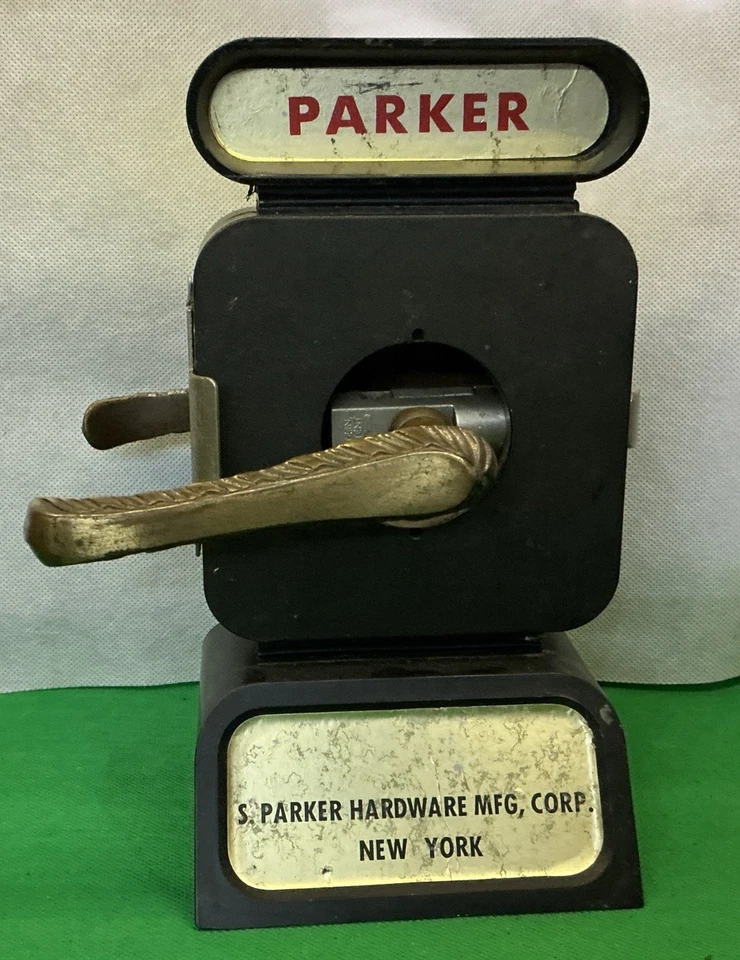 PARKER
S. PARKER HARDWARE MFG, CORP.
NEW YORK